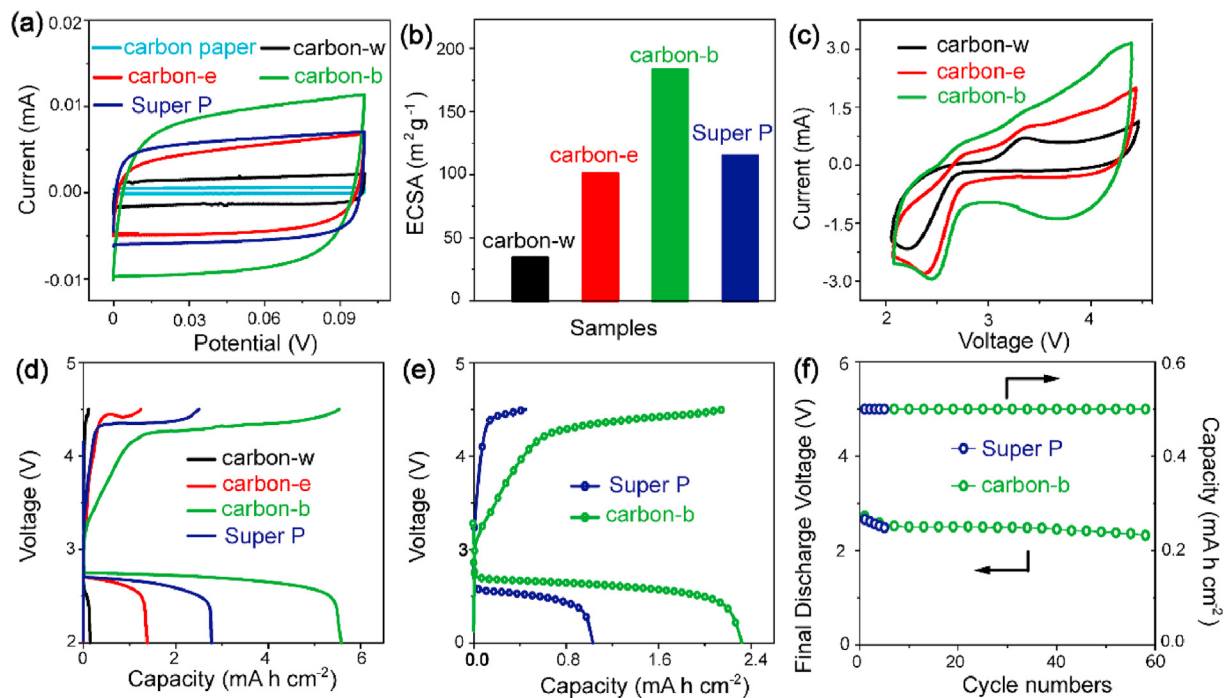 (a)
0.02
0.01
0.00
-0.01
Current (mA)
carbon paper
carbon-w
carbon-e
carbon-b
Super P
0
0.03
0.06
0.09
Potential (V)
(b)
200
150
100
50
0
ECSA (m² g⁻¹)
carbon-w
carbon-e
carbon-b
Super P
Samples
(c)
3.0
1.5
0.0
-1.5
-3.0
Current (mA)
carbon-w
carbon-e
carbon-b
2
3
4
Voltage (V)
(d)
5
4
3
2
Voltage (V)
carbon-w
carbon-e
carbon-b
Super P
0
2
4
6
Capacity (mA h cm⁻²)
(e)
5
4
3
0
Voltage (V)
Super P
carbon-b
0.0
0.8
1.6
2.4
Capacity (mA h cm⁻²)
(f)
6
4
2
0
Final Discharge Voltage (V)
Super P
carbon-b
0.6
0.4
0.2
0.0
Capacity (mA h cm⁻²)
0
10
20
30
40
50
60
Cycle numbers